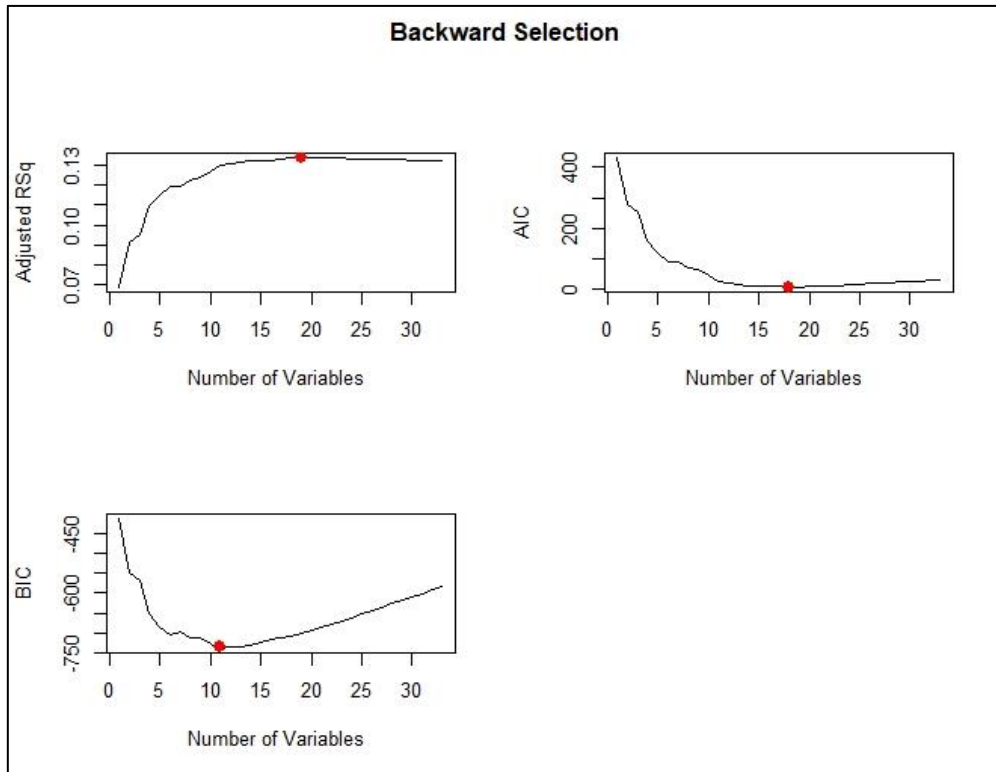 Backward Selection
Adjusted RSq
0.13
0.10
0.07
0 5 10 15 20 25 30
Number of Variables
AIC
400
200
0
0 5 10 15 20 25 30
Number of Variables
BIC
-450
-600
-750
0 5 10 15 20 25 30
Number of Variables